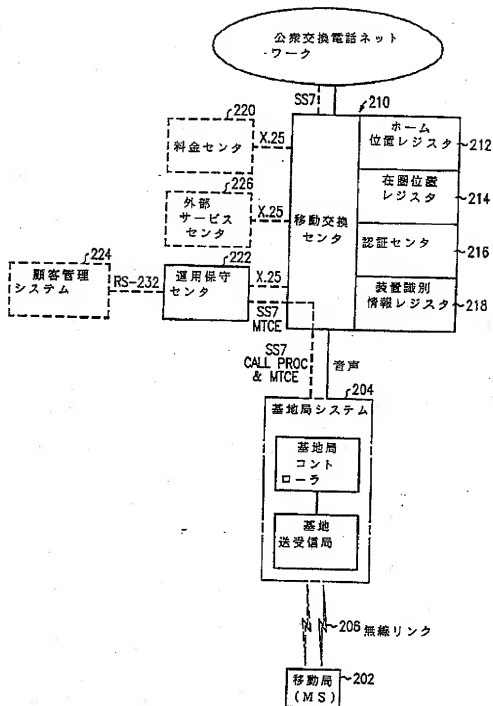 公衆交換電話ネット
ワーク
SS7
210
220
料金センタ
X.25
ホーム
位置レジスタ
212
226
外部
サービス
センタ
X.25
移動交換
センタ
在圏位置
レジスタ
214
認証センタ
216
224
顧客管理
システム
RS-232
222
運用保守
センタ
X.25
SS7
MTCE
装置識別
情報レジスタ
218
SS7
CALL PROC
& MTCE
音声
204
基地局システム
基地局
コント
ローラ
基地
送受信局
206 無線リンク
移動局
(MS)
202